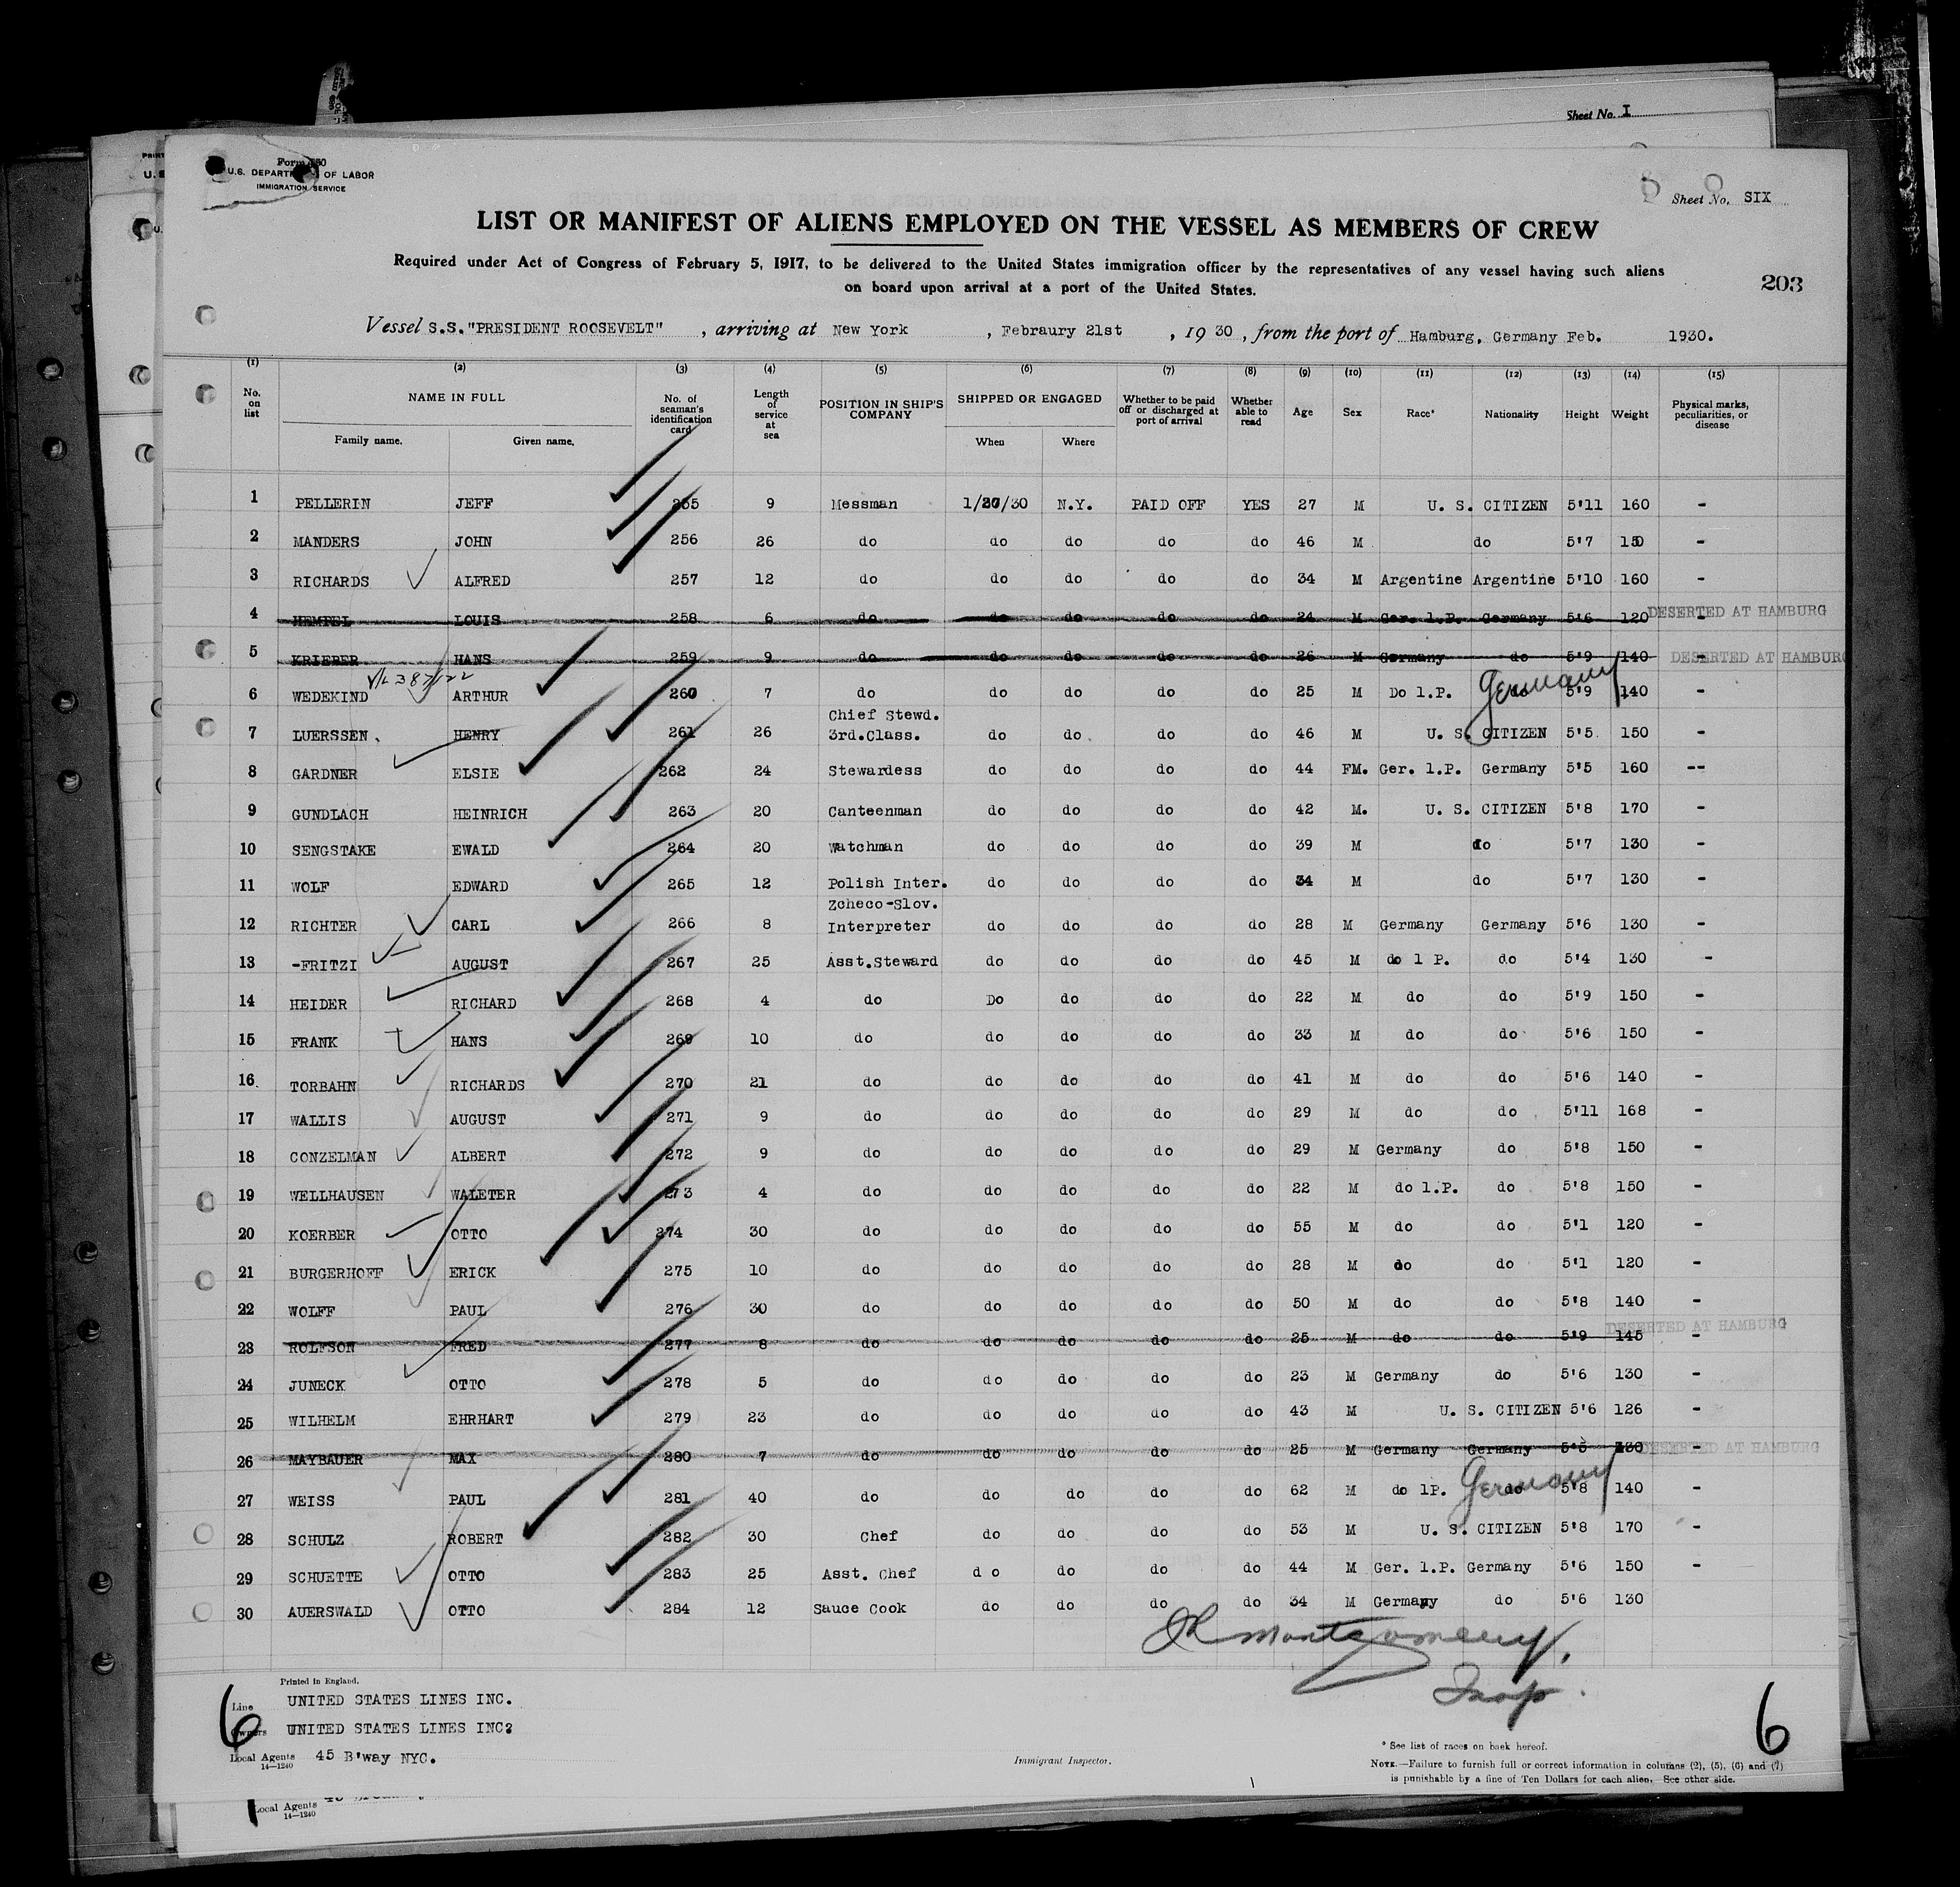 Sheet No. I
Form 680
U.S. DEPARTMENT OF LABOR
IMMIGRATION SERVICE
Sheet No. SIX
LIST OR MANIFEST OF ALIENS EMPLOYED ON THE VESSEL AS MEMBERS OF CREW
Required under Act of Congress of February 5, 1917, to be delivered to the United States immigration officer by the representatives of any vessel having such aliens
on board upon arrival at a port of the United States.
203
Vessel S.S."PRESIDENT ROOSEVELT" , arriving at New York , Febraury 21st , 19 30 , from the port of Hamburg, Germany Feb. 1930.
(1) (2) (3) (4) (5) (6) (7) (8) (9) (10) (11) (12) (13) (14) (15)
No. on list NAME IN FULL Family name. Given name. No. of seaman's identification card Length of service at sea POSITION IN SHIP'S COMPANY SHIPPED OR ENGAGED When Where Whether to be paid off or discharged at port of arrival Whether able to read Age Sex Race* Nationality Height Weight Physical marks, peculiarities, or disease
1 PELLERIN JEFF 255 9 Messman 1/20/30 N.Y. PAID OFF YES 27 M U. S. CITIZEN 5'11 160 -
2 MANDERS JOHN 256 26 do do do do do 46 M do 5'7 150 -
3 RICHARDS ALFRED 257 12 do do do do do 34 M Argentine Argentine 5'10 160 -
4 HEMPEL LOUIS 258 6 do do do do do 24 M Ger. l.P. Germany 5'6 120 - DESERTED AT HAMBURG
5 KRIEBER HANS 259 9 do do do do do 26 M Germany do 5'9 140 - DESERTED AT HAMBURG
6 WEDEKIND ARTHUR 260 7 do do do do do 25 M Do l.P. do Germany 5'9 140 -
7 LUERSSEN. HENRY 261 26 Chief Stewd. 3rd.Class. do do do do 46 M U. S. CITIZEN 5'5 150 -
8 GARDNER ELSIE 262 24 Stewardess do do do do 44 FM. Ger. l.P. Germany 5'5 160 --
9 GUNDLACH HEINRICH 263 20 Canteenman do do do do 42 M. U. S. CITIZEN 5'8 170 -
10 SENGSTAKE EWALD 264 20 Watchman do do do do 39 M do 5'7 130 -
11 WOLF EDWARD 265 12 Polish Inter. do do do do 34 M do 5'7 130 -
12 RICHTER CARL 266 8 Zcheco-Slov. Interpreter do do do do 28 M Germany Germany 5'6 130 -
13 -FRITZI AUGUST 267 25 Asst.Steward do do do do 45 M do l P. do 5'4 130 -
14 HEIDER RICHARD 268 4 do Do do do do 22 M do do 5'9 150 -
15 FRANK HANS 269 10 do do do do do 33 M do do 5'6 150 -
16. TORBAHN RICHARDS 270 21 do do do do do 41 M do do 5'6 140 -
17 WALLIS AUGUST 271 9 do do do do do 29 M do do 5'11 168 -
18 CONZELMAN ALBERT 272 9 do do do do do 29 M Germany do 5'8 150 -
19 WELLHAUSEN WALETER 273 4 do do do do do 22 M do l.P. do 5'8 150 -
20 KOERBER OTTO 274 30 do do do do do 55 M do do 5'1 120 -
21 BURGERHOFF ERICK 275 10 do do do do do 28 M do do 5'1 120 -
22 WOLFF PAUL 276 30 do do do do do 50 M do do 5'8 140 -
23 ROLFSON FRED 277 8 do do do do do 25 M do do 5'9 145 - DESERTED AT HAMBURG
24 JUNECK OTTO 278 5 do do do do do 23 M Germany do 5'6 130 -
25 WILHELM EHRHART 279 23 do do do do do 43 M U. S. CITIZEN 5'6 126 -
26 MAYBAUER MAX 280 7 do do do do do 25 M Germany Germany 5'5 130 - DESERTED AT HAMBURG
27 WEISS PAUL 281 40 do do do do do 62 M do lP. do Germany 5'8 140 -
28 SCHULZ ROBERT 282 30 Chef do do do do 53 M U. S. CITIZEN 5'8 170 -
29 SCHUETTE OTTO 283 25 Asst. Chef d o do do do 44 M Ger. l.P. Germany 5'6 150 -
30 AUERSWALD OTTO 284 12 Sauce Cook do do do do 34 M Germany do 5'6 130
Montgomery,
Insp.
Printed in England.
Line UNITED STATES LINES INC.
Owners UNITED STATES LINES INC?
Local Agents 45 B'way NYC.
14—1240
6
6
Immigrant Inspector.
* See list of races on back hereof.
NOTE.—Failure to furnish full or correct information in columns (2), (5), (6) and (7)
is punishable by a fine of Ten Dollars for each alien. See other side.
Local Agents
14—1240